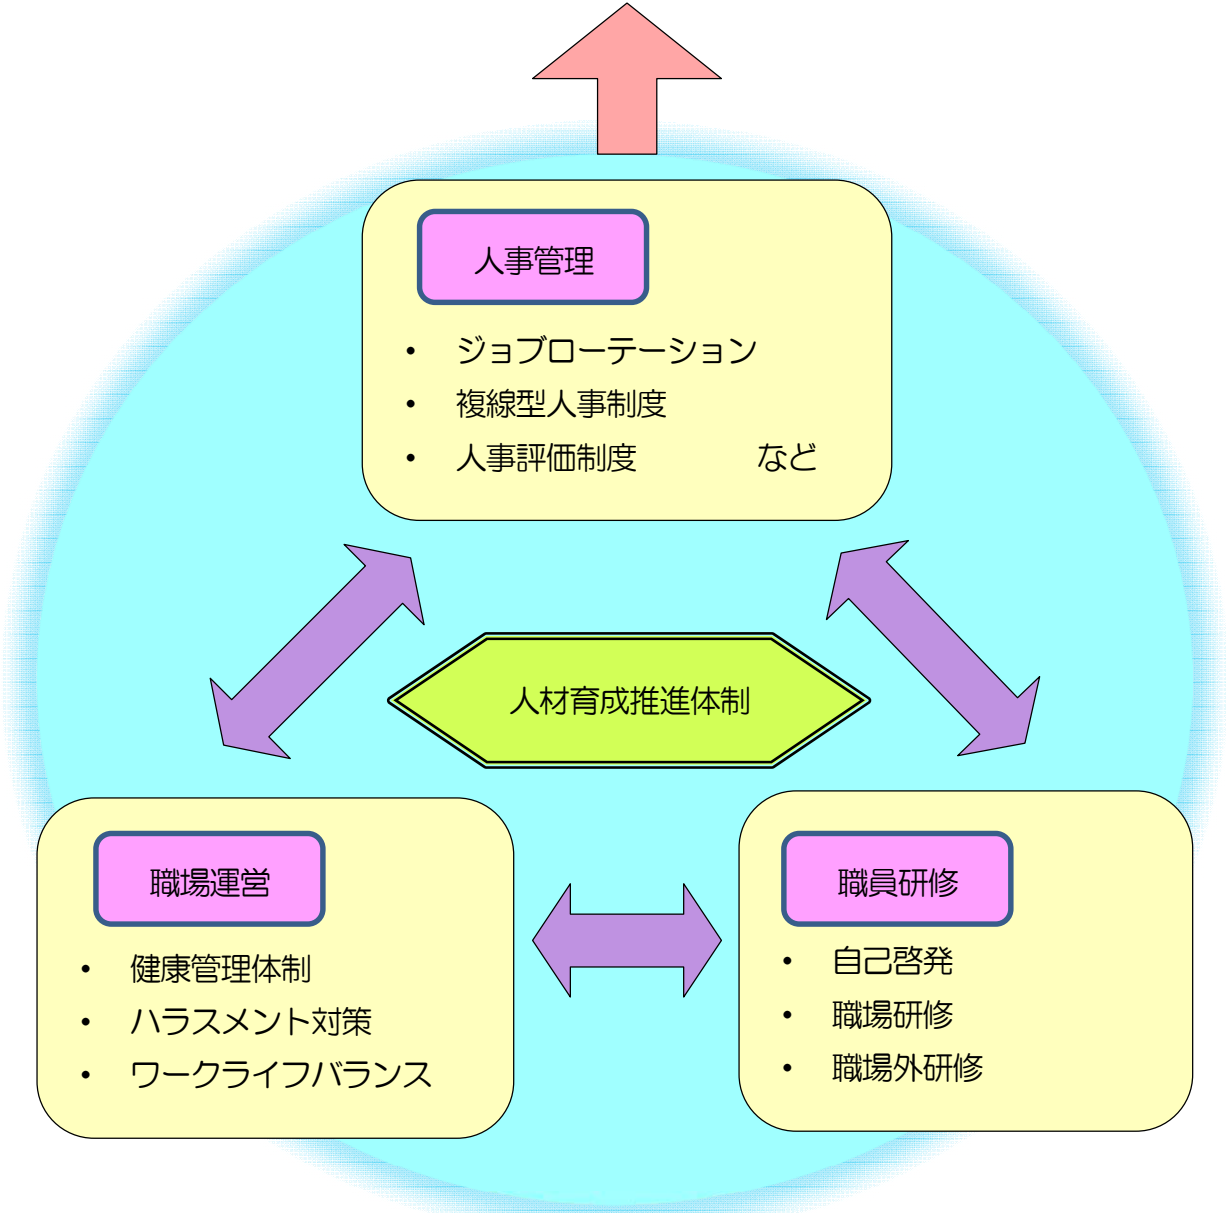 人事管理
• ジョブローテーション
• 複線型人事制度
• 人事評価制度　　　　など
人材育成推進体制
職場運営
• 健康管理体制
• ハラスメント対策
• ワークライフバランス
職員研修
• 自己啓発
• 職場研修
• 職場外研修